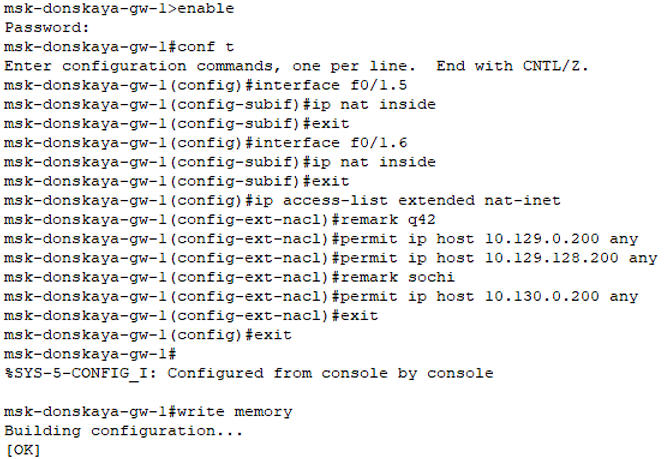 msk-donskaya-gw-1>enable
Password:
msk-donskaya-gw-1#conf t
Enter configuration commands, one per line.  End with CNTL/Z.
msk-donskaya-gw-1(config)#interface f0/1.5
msk-donskaya-gw-1(config-subif)#ip nat inside
msk-donskaya-gw-1(config-subif)#exit
msk-donskaya-gw-1(config)#interface f0/1.6
msk-donskaya-gw-1(config-subif)#ip nat inside
msk-donskaya-gw-1(config-subif)#exit
msk-donskaya-gw-1(config)#ip access-list extended nat-inet
msk-donskaya-gw-1(config-ext-nacl)#remark q42
msk-donskaya-gw-1(config-ext-nacl)#permit ip host 10.129.0.200 any
msk-donskaya-gw-1(config-ext-nacl)#permit ip host 10.129.128.200 any
msk-donskaya-gw-1(config-ext-nacl)#remark sochi
msk-donskaya-gw-1(config-ext-nacl)#permit ip host 10.130.0.200 any
msk-donskaya-gw-1(config-ext-nacl)#exit
msk-donskaya-gw-1(config)#exit
msk-donskaya-gw-1#
%SYS-5-CONFIG_I: Configured from console by console
msk-donskaya-gw-1#write memory
Building configuration...
[OK]